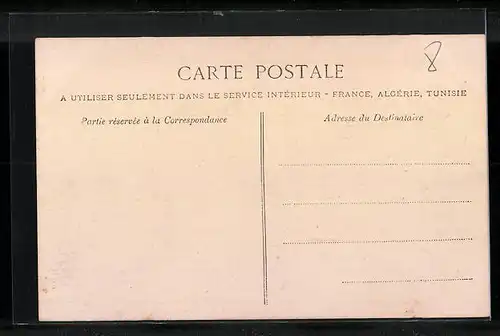 CARTE POSTALE
8
A UTILISER SEULEMENT DANS LE SERVICE INTÉRIEUR - FRANCE, ALGÉRIE, TUNISIE
Partie réservée à la Correspondance
Adresse du Destinataire